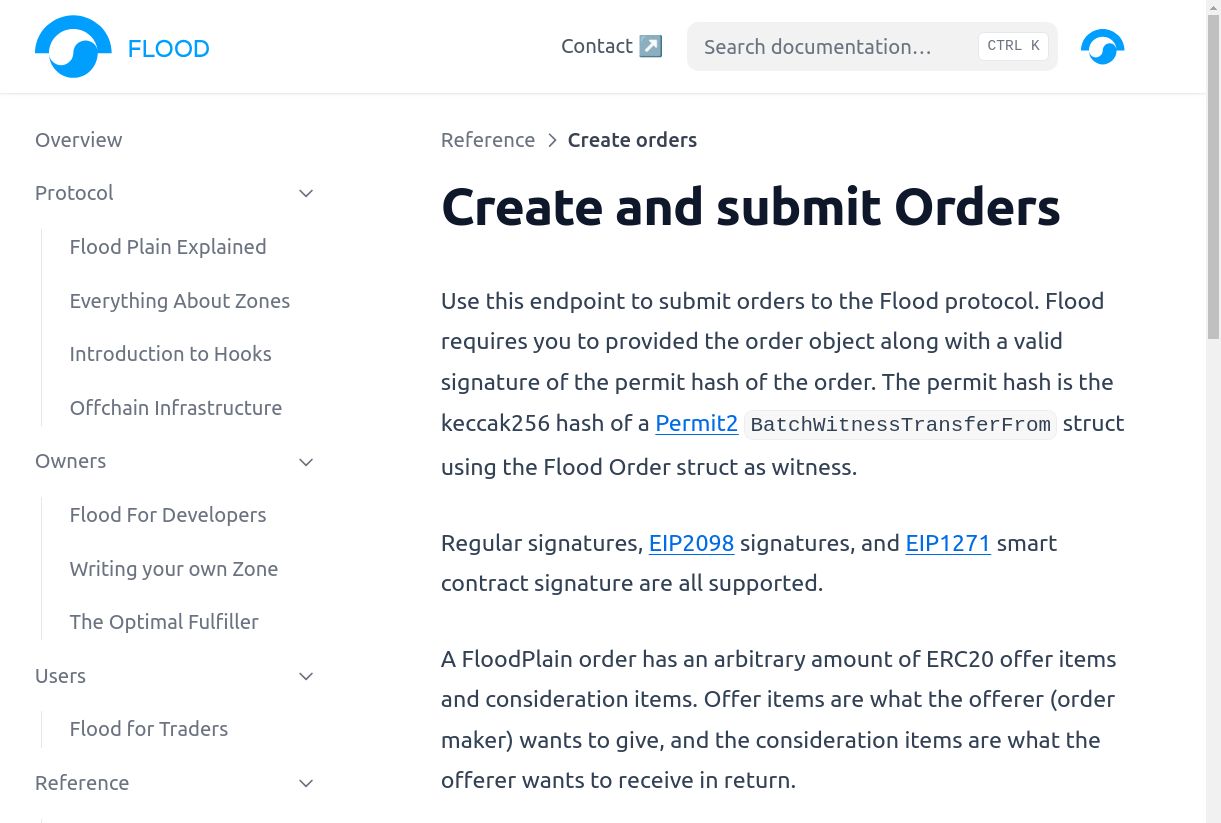 FLOOD
Contact ↗️
Search documentation…
CTRL K
Overview
Protocol
Flood Plain Explained
Everything About Zones
Introduction to Hooks
Offchain Infrastructure
Owners
Flood For Developers
Writing your own Zone
The Optimal Fulfiller
Users
Flood for Traders
Reference
Reference > Create orders
Create and submit Orders
Use this endpoint to submit orders to the Flood protocol. Flood
requires you to provided the order object along with a valid
signature of the permit hash of the order. The permit hash is the
keccak256 hash of a Permit2 BatchWitnessTransferFrom struct
using the Flood Order struct as witness.
Regular signatures, EIP2098 signatures, and EIP1271 smart
contract signature are all supported.
A FloodPlain order has an arbitrary amount of ERC20 offer items
and consideration items. Offer items are what the offerer (order
maker) wants to give, and the consideration items are what the
offerer wants to receive in return.